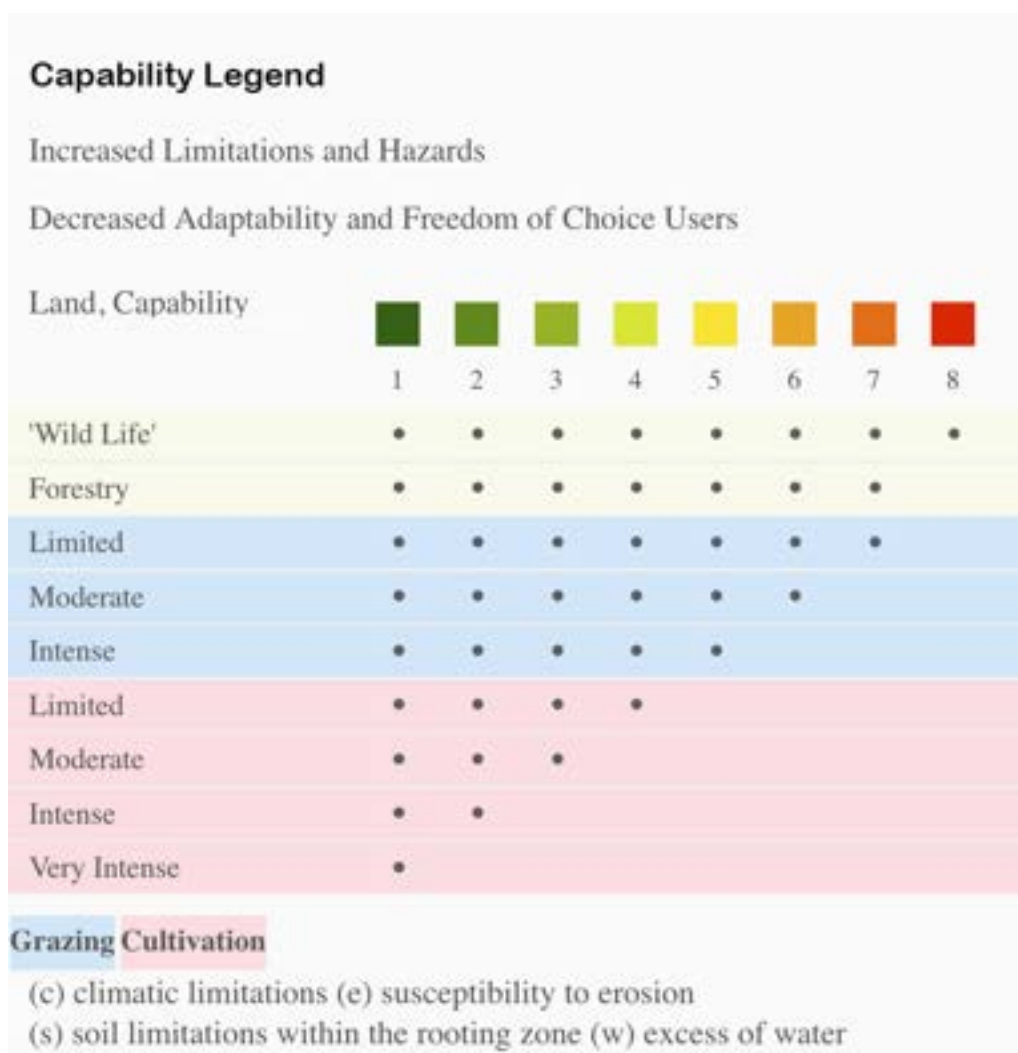 Capability Legend
Increased Limitations and Hazards
Decreased Adaptability and Freedom of Choice Users
Land, Capability
1 2 3 4 5 6 7 8
'Wild Life'
Forestry
Limited
Moderate
Intense
Limited
Moderate
Intense
Very Intense
Grazing Cultivation
(c) climatic limitations (e) susceptibility to erosion
(s) soil limitations within the rooting zone (w) excess of water